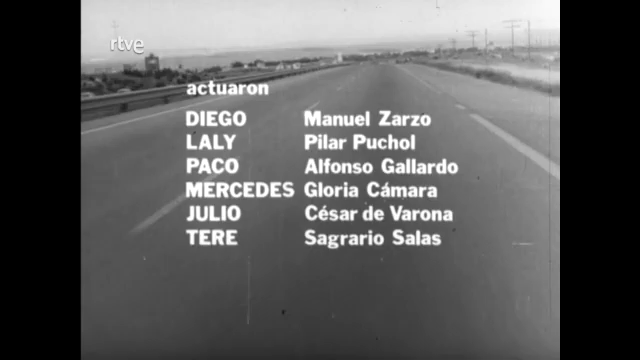 rtve
actuaron
DIEGO Manuel Zarzo
LALY Pilar Puchol
PACO Alfonso Gallardo
MERCEDES Gloria Cámara
JULIO César de Varona
TERE Sagrario Salas